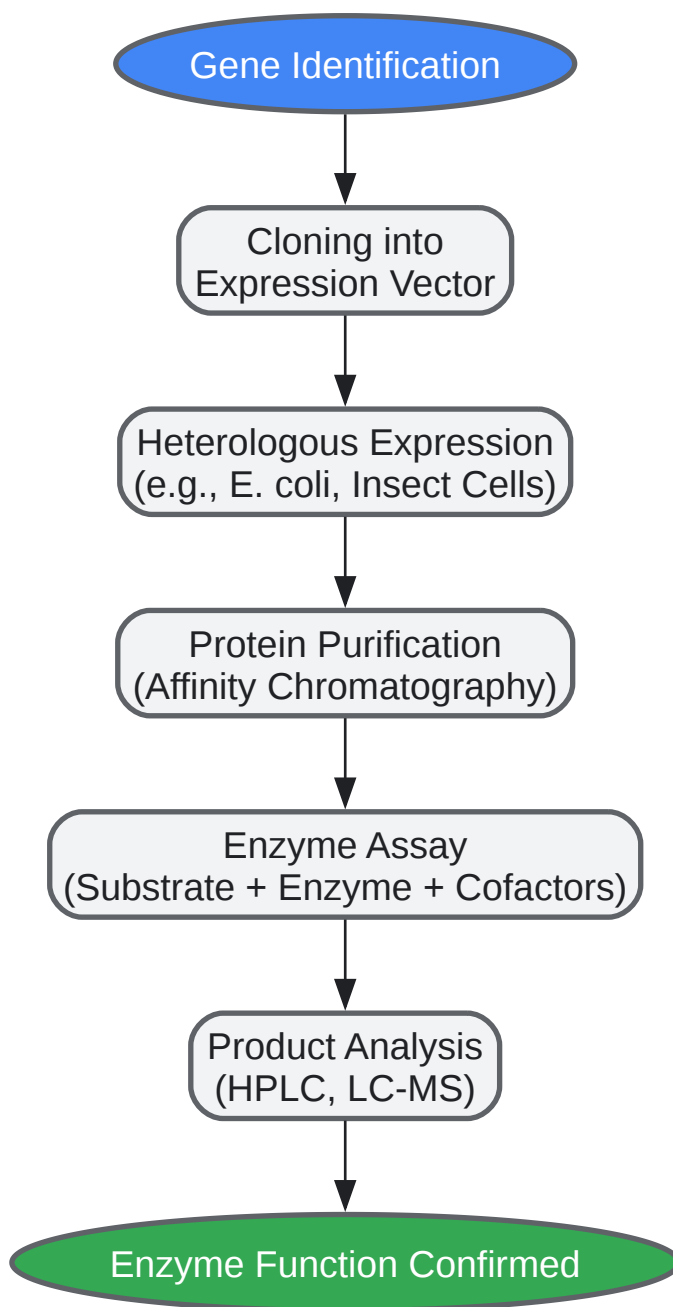 Gene Identification
Cloning into
Expression Vector
Heterologous Expression
(e.g., E. coli, Insect Cells)
Protein Purification
(Affinity Chromatography)
Enzyme Assay
(Substrate + Enzyme + Cofactors)
Product Analysis
(HPLC, LC-MS)
Enzyme Function Confirmed